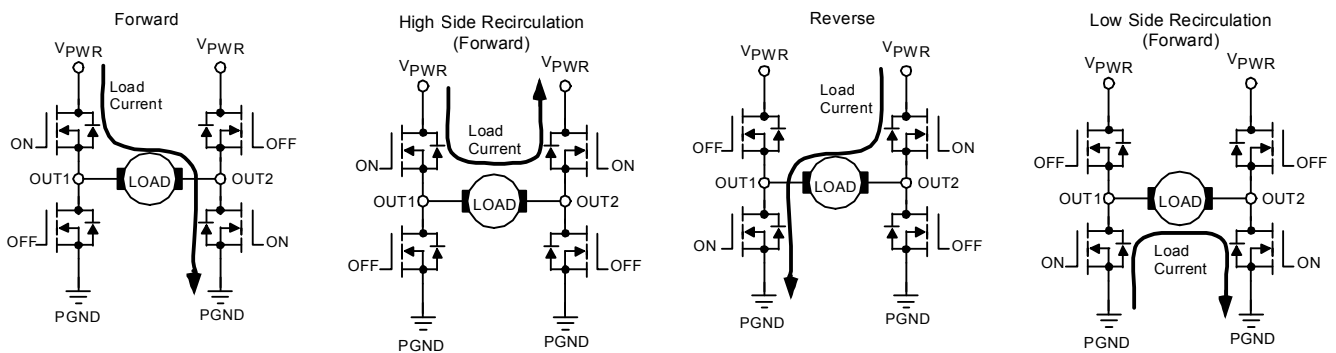 Forward
VPWR
VPWR
Load
Current
ON
OFF
OUT1
LOAD
OUT2
OFF
ON
PGND
High Side Recirculation
(Forward)
VPWR
VPWR
Load
Current
ON
ON
OUT1
LOAD
OUT2
OFF
OFF
PGND
Reverse
VPWR
VPWR
Load
Current
OFF
ON
OUT1
LOAD
OUT2
ON
OFF
PGND
Low Side Recirculation
(Forward)
VPWR
VPWR
OFF
OFF
OUT1
LOAD
OUT2
ON
Load
Current
ON
PGND
PGND